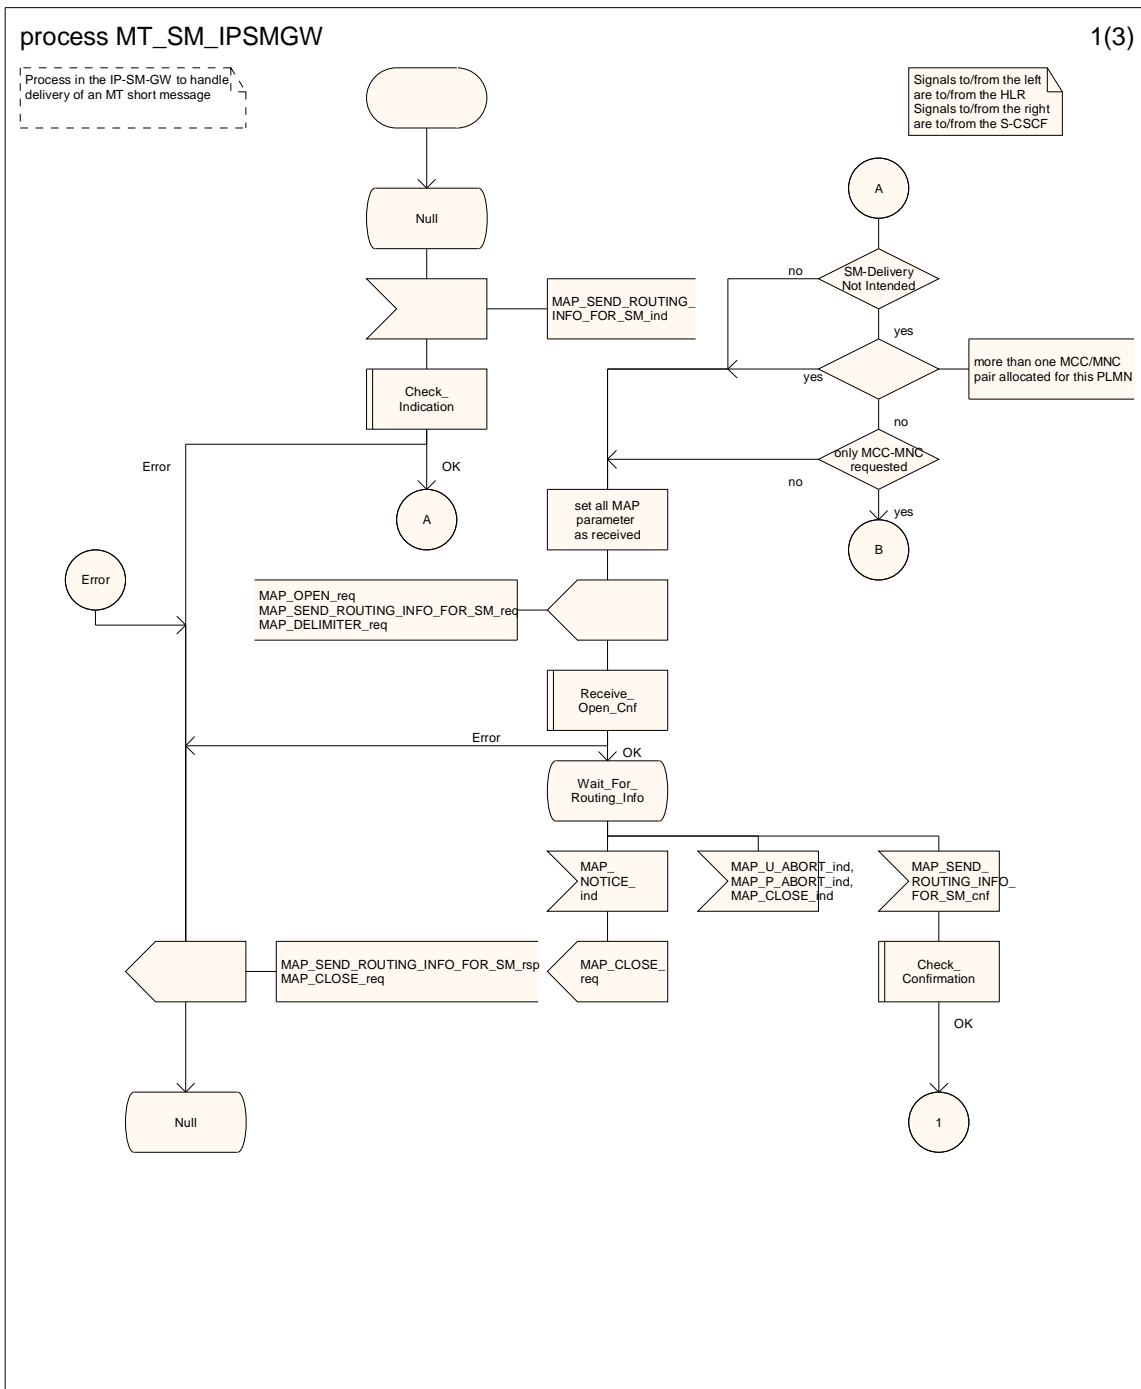 process MT_SM_IPSMGW
1(3)
Process in the IP-SM-GW to handle
delivery of an MT short message
Signals to/from the left
are to/from the HLR
Signals to/from the right
are to/from the S-CSCF
A
Null
SM-Delivery
Not Intended
no
yes
MAP_SEND_ROUTING_
INFO_FOR_SM_ind
more than one MCC/MNC
pair allocated for this PLMN
yes
no
Check_
Indication
Error
OK
only MCC-MNC
requested
no
yes
A
set all MAP
parameter
as received
B
Error
MAP_OPEN_req
MAP_SEND_ROUTING_INFO_FOR_SM_req
MAP_DELIMITER_req
Receive_
Open_Cnf
Error
OK
Wait_For_
Routing_Info
MAP_
NOTICE_
ind
MAP_U_ABORT_ind,
MAP_P_ABORT_ind,
MAP_CLOSE_ind
MAP_SEND_
ROUTING_INFO_
FOR_SM_cnf
MAP_SEND_ROUTING_INFO_FOR_SM_rsp
MAP_CLOSE_req
MAP_CLOSE_
req
Check_
Confirmation
OK
Null
1